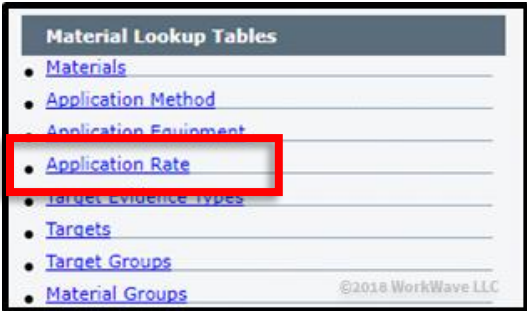 Material Lookup Tables
Materials
Application Method
Application Equipment
Application Rate
Target Evidence Types
Targets
Target Groups
Material Groups
©2018 WorkWave LLC